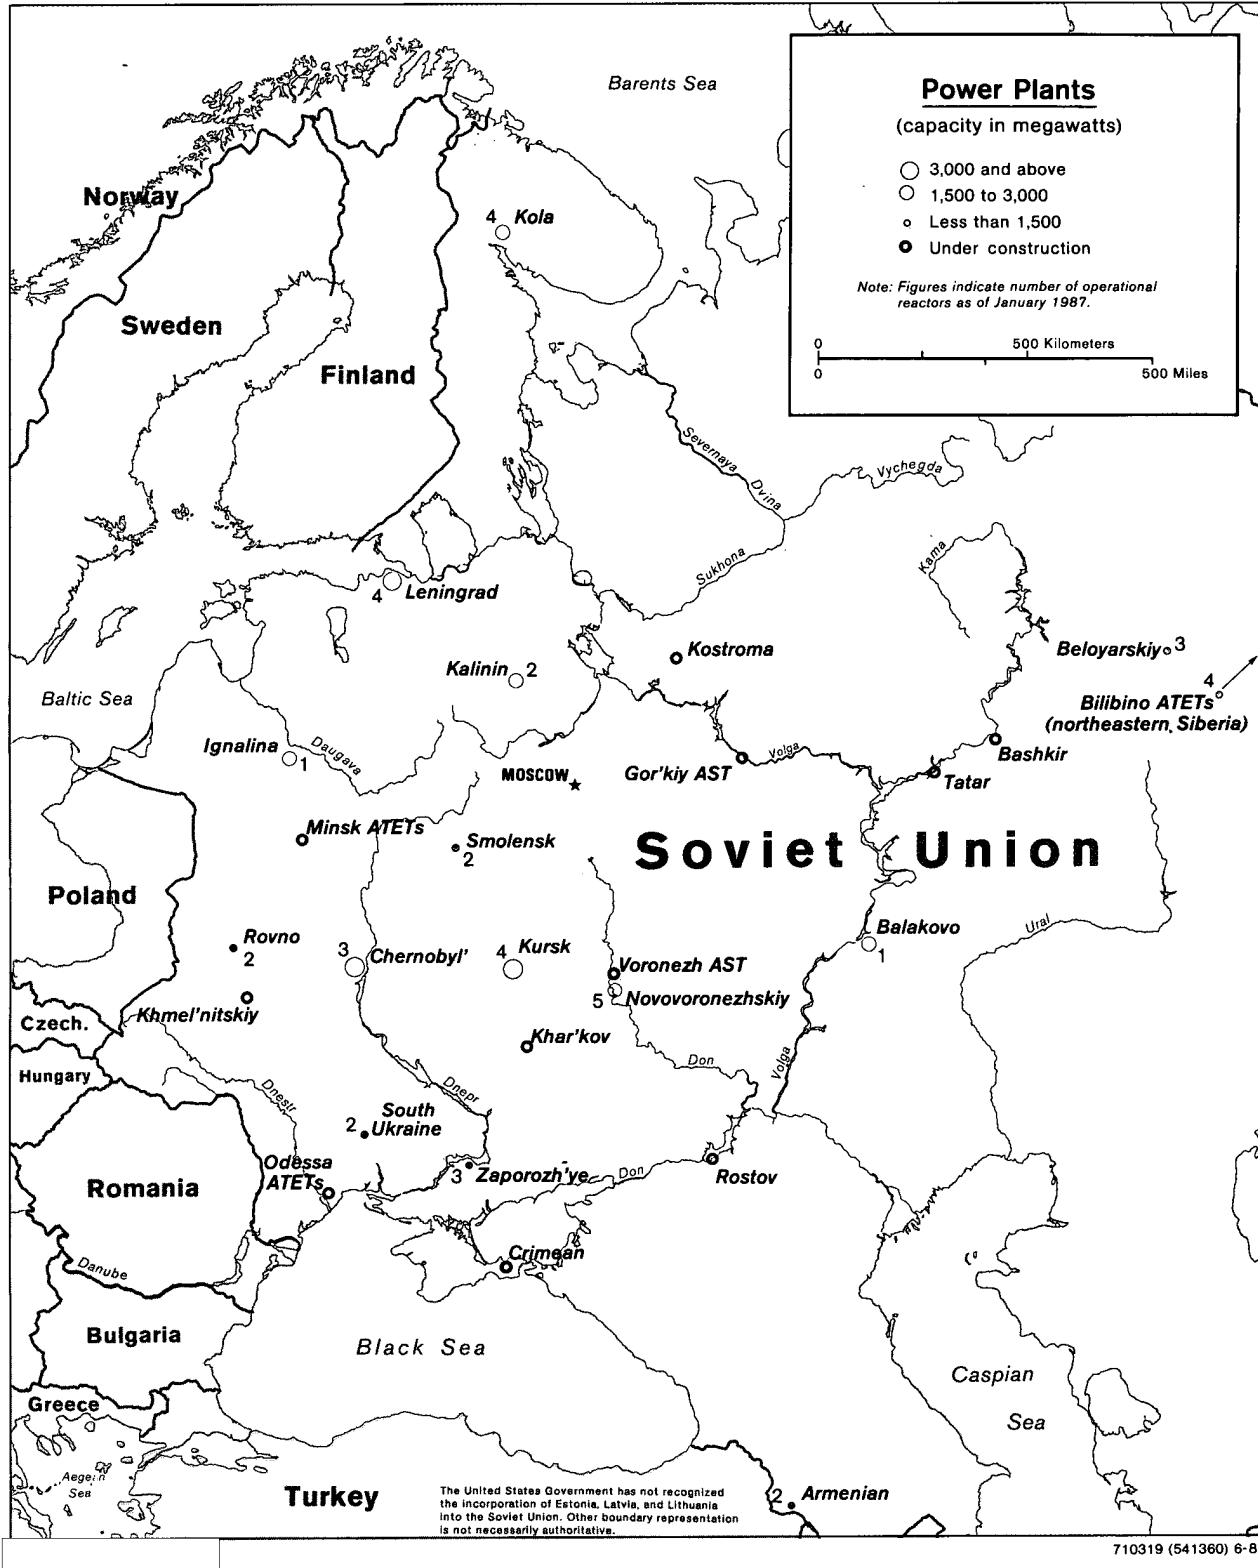 Barents Sea
Power Plants
(capacity in megawatts)
3,000 and above
1,500 to 3,000
Less than 1,500
Under construction
Note: Figures indicate number of operational
reactors as of January 1987.
0 500 Kilometers
0 500 Miles
Norway
4 Kola
Sweden
Finland
Severnaya
Dvina
Vychegda
Sukhona
Kama
4 Leningrad
Kostroma
Beloyarskiy 3
Kalinin 2
4
Bilibino ATETs
(northeastern Siberia)
Baltic Sea
Ignalina
1
Daugava
MOSCOW
Gor'kiy AST
Volga
Bashkir
Tatar
Minsk ATETs
Smolensk
2
Soviet Union
Poland
Rovno
2
3 Chernobyl'
4 Kursk
Balakovo
1
Ural
Voronezh AST
5 Novovoronezhskiy
Khmel'nitskiy
Czech.
Khar'kov
Hungary
Don
Volga
Dnestr
Dnepr
2 South
Ukraine
Odessa
ATETs
3 Zaporozh'ye
Don
Rostov
Romania
Crimean
Danube
Bulgaria
Black Sea
Caspian
Sea
Greece
Aegean
Sea
Turkey
The United States Government has not recognized
the incorporation of Estonia, Latvia, and Lithuania
into the Soviet Union. Other boundary representation
is not necessarily authoritative.
2 Armenian
710319 (541360) 6-8